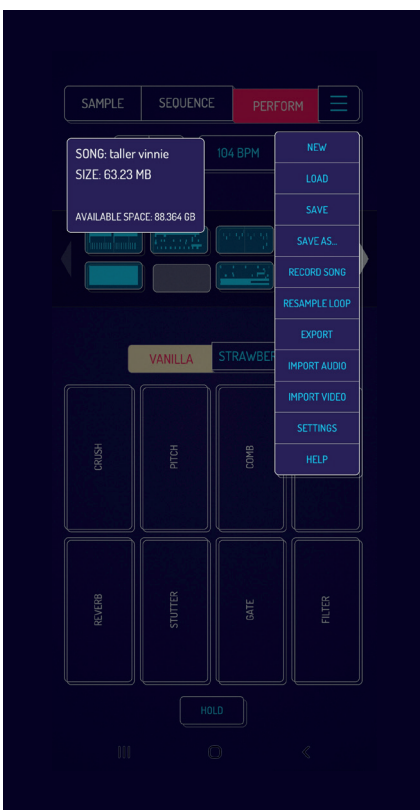 SAMPLE
SEQUENCE
PERFORM
SONG: taller vinnie
SIZE: 63.23 MB
AVAILABLE SPACE: 88.364 GB
104 BPM
NEW
LOAD
SAVE
SAVE AS...
RECORD SONG
RESAMPLE LOOP
EXPORT
IMPORT AUDIO
IMPORT VIDEO
SETTINGS
HELP
VANILLA
STRAWBER
CRUSH
PITCH
COMB
REVERB
STUTTER
GATE
FILTER
HOLD